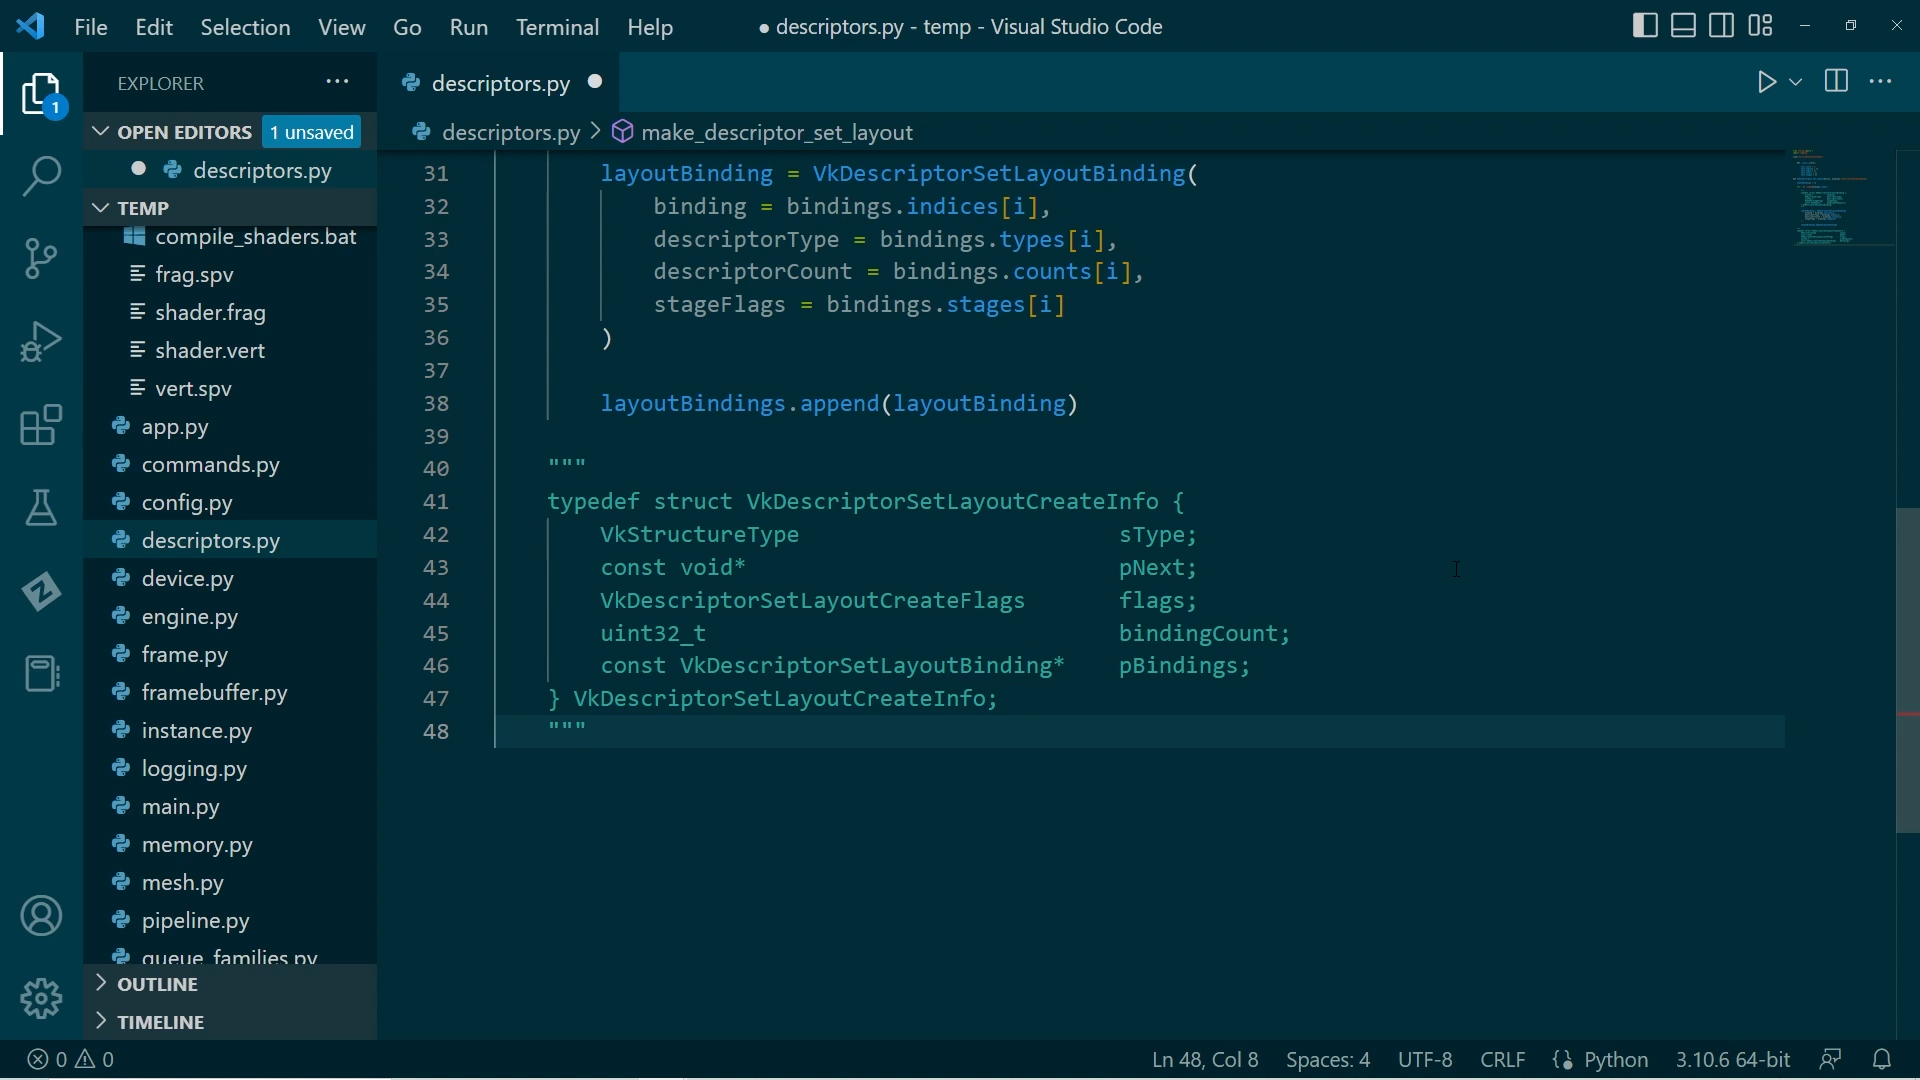 File Edit Selection View Go Run Terminal Help
● descriptors.py - temp - Visual Studio Code
EXPLORER
descriptors.py
1
OPEN EDITORS 1 unsaved
descriptors.py > make_descriptor_set_layout
descriptors.py
TEMP
compile_shaders.bat
frag.spv
shader.frag
shader.vert
vert.spv
app.py
commands.py
config.py
descriptors.py
device.py
engine.py
frame.py
framebuffer.py
instance.py
logging.py
main.py
memory.py
mesh.py
pipeline.py
queue_families.py
OUTLINE
TIMELINE
31 layoutBinding = VkDescriptorSetLayoutBinding(
32 binding = bindings.indices[i],
33 descriptorType = bindings.types[i],
34 descriptorCount = bindings.counts[i],
35 stageFlags = bindings.stages[i]
36 )
37
38 layoutBindings.append(layoutBinding)
39
40 """
41 typedef struct VkDescriptorSetLayoutCreateInfo {
42 VkStructureType sType;
43 const void* pNext;
44 VkDescriptorSetLayoutCreateFlags flags;
45 uint32_t bindingCount;
46 const VkDescriptorSetLayoutBinding* pBindings;
47 } VkDescriptorSetLayoutCreateInfo;
48 """
0 0
Ln 48, Col 8 Spaces: 4 UTF-8 CRLF Python 3.10.6 64-bit